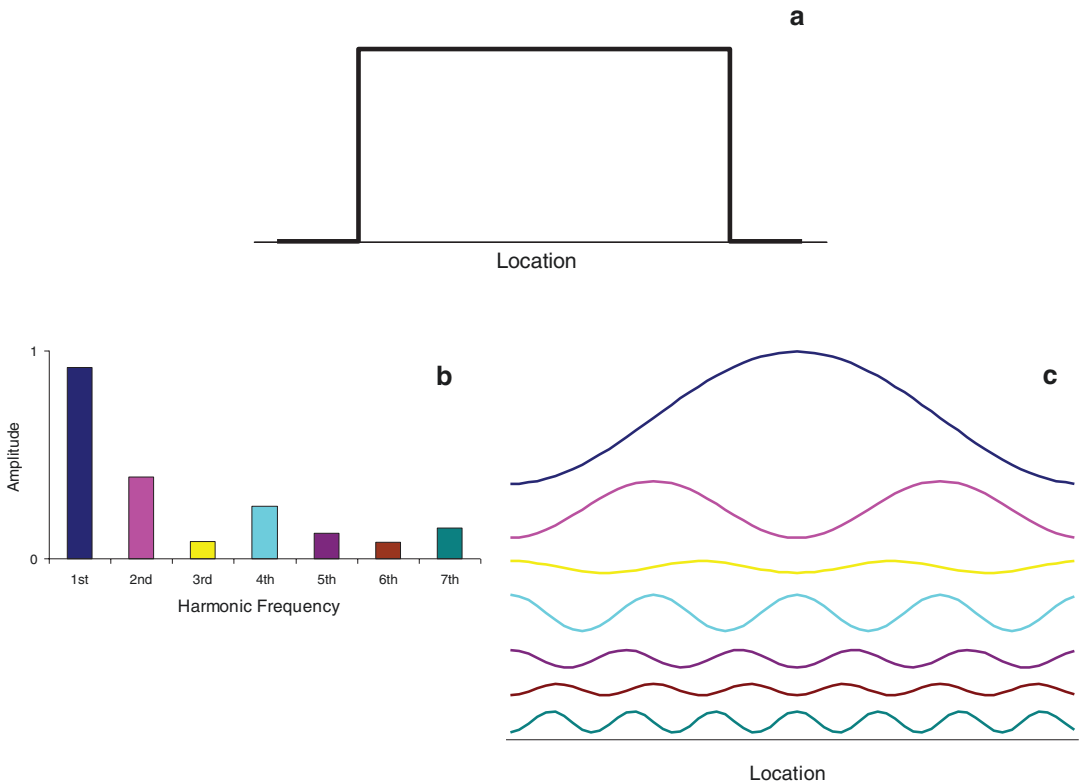 a
Location
1
b
Amplitude
0
1st 2nd 3rd 4th 5th 6th 7th
Harmonic Frequency
c
Location